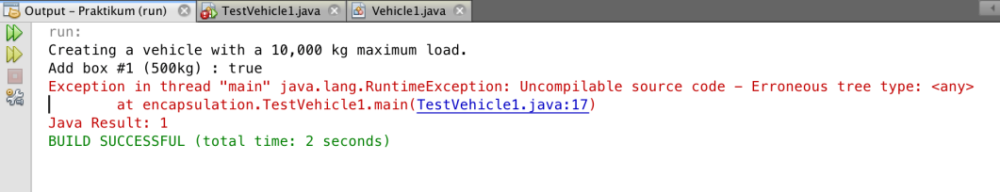 Output – Praktikum (run) TestVehicle1.java Vehicle1.java
run:
Creating a vehicle with a 10,000 kg maximum load.
Add box #1 (500kg) : true
Exception in thread "main" java.lang.RuntimeException: Uncompilable source code – Erroneous tree type: <any>
at encapsulation.TestVehicle1.main(TestVehicle1.java:17)
Java Result: 1
BUILD SUCCESSFUL (total time: 2 seconds)